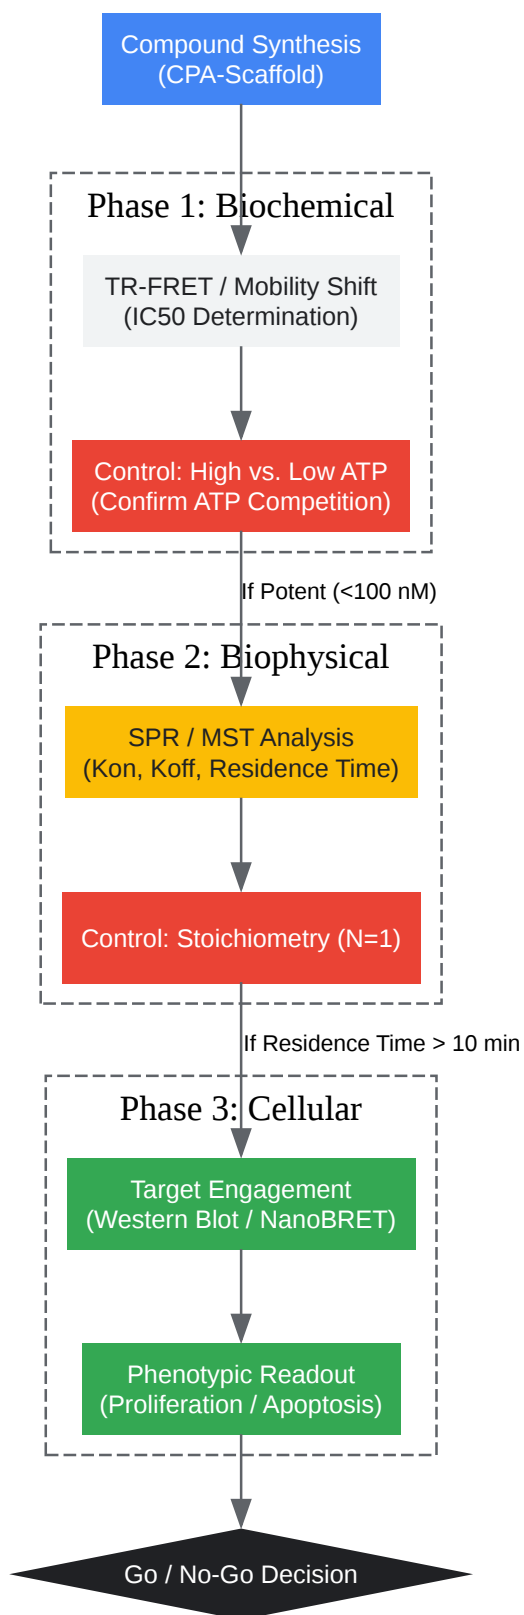 Compound Synthesis
(CPA-Scaffold)
Phase 1: Biochemical
TR-FRET / Mobility Shift
(IC50 Determination)
Control: High vs. Low ATP
(Confirm ATP Competition)
If Potent (<100 nM)
Phase 2: Biophysical
SPR / MST Analysis
(Kon, Koff, Residence Time)
Control: Stoichiometry (N=1)
If Residence Time > 10 min
Phase 3: Cellular
Target Engagement
(Western Blot / NanoBRET)
Phenotypic Readout
(Proliferation / Apoptosis)
Go / No-Go Decision